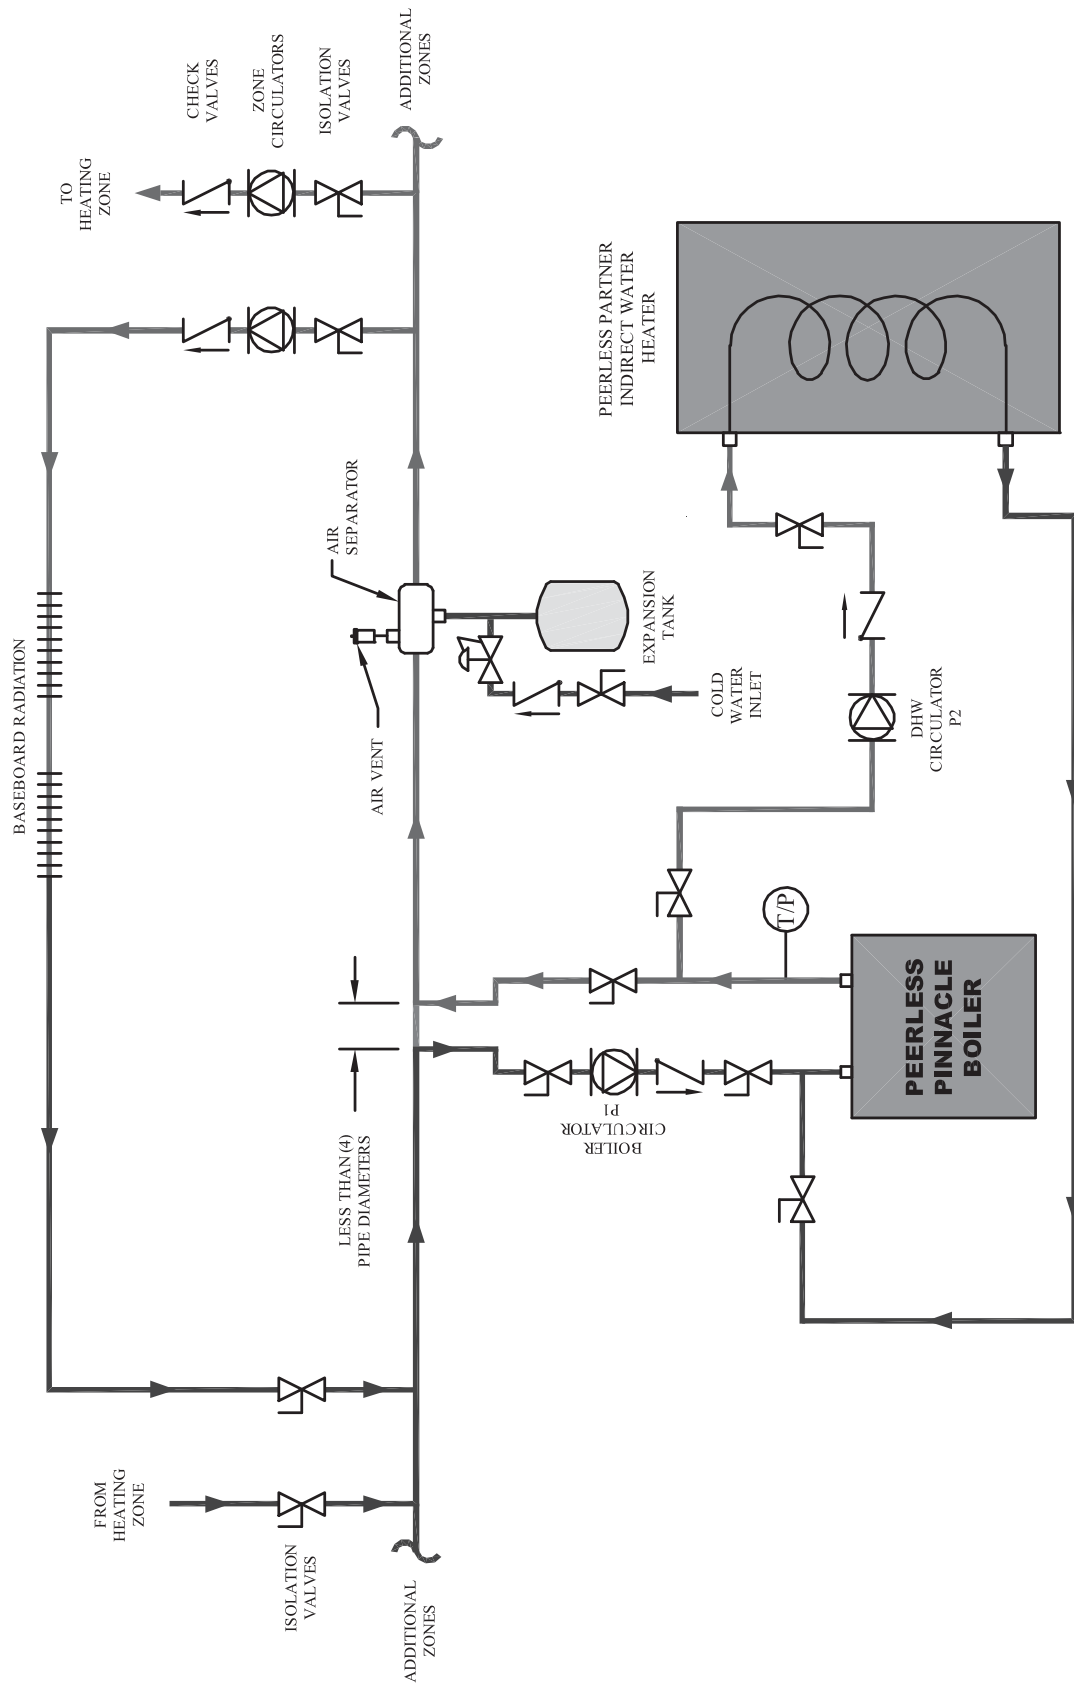 BASEBOARD RADIATION
TO
HEATING
ZONE
CHECK
VALVES
ZONE
CIRCULATORS
ISOLATION
VALVES
ADDITIONAL
ZONES
AIR
SEPARATOR
AIR VENT
LESS THAN (4)
PIPE DIAMETERS
FROM
HEATING
ZONE
ISOLATION
VALVES
ADDITIONAL
ZONES
PEERLESS PARTNER
INDIRECT WATER
HEATER
EXPANSION
TANK
COLD
WATER
INLET
DHW
CIRCULATOR
P2
T/P
BOILER
CIRCULATOR
P1
PEERLESS
PINNACLE
BOILER